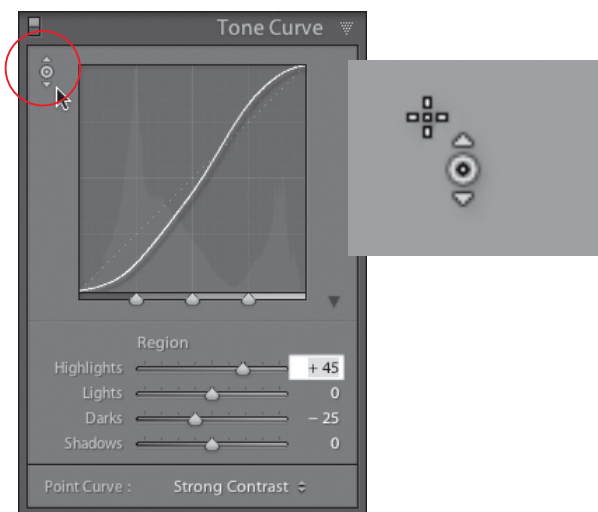 Tone Curve
Region
Highlights + 45
Lights 0
Darks − 25
Shadows 0
Point Curve : Strong Contrast